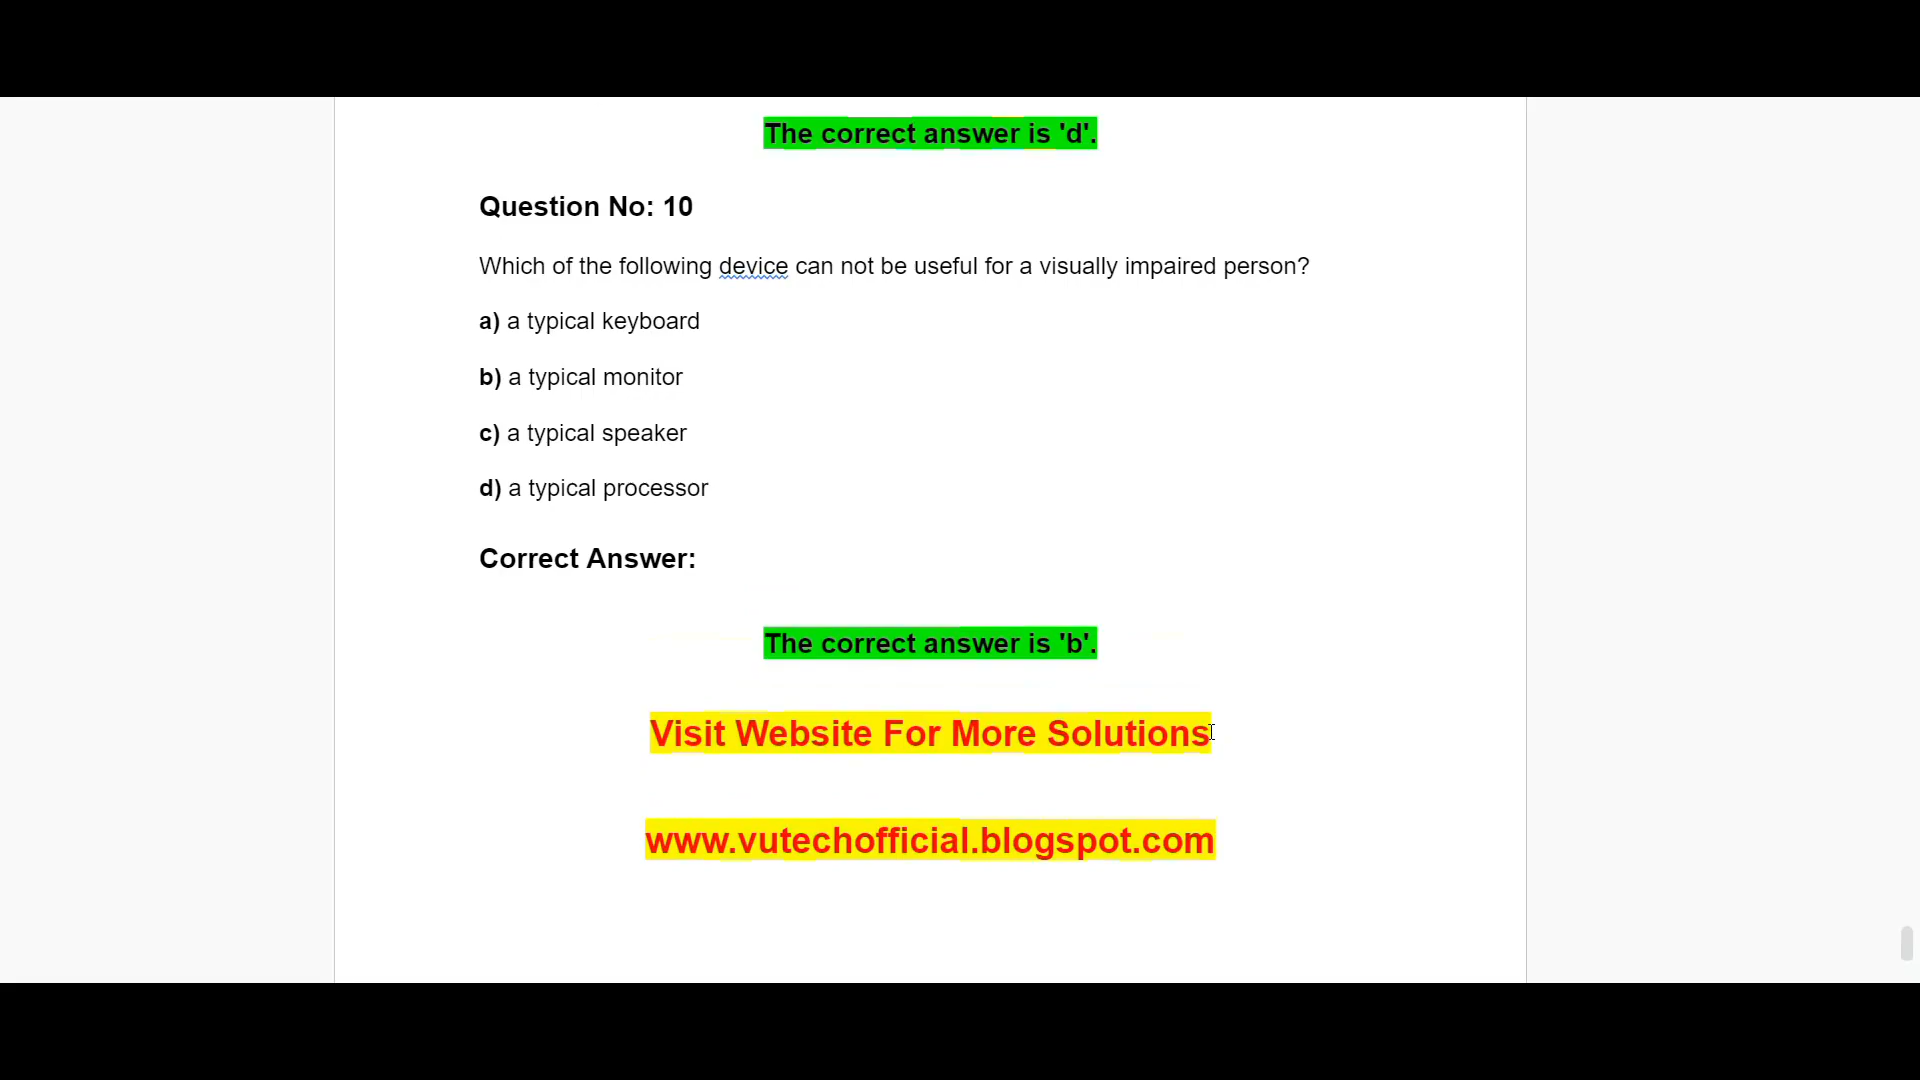 The correct answer is 'd'.
Question No: 10
Which of the following device can not be useful for a visually impaired person?
a) a typical keyboard
b) a typical monitor
c) a typical speaker
d) a typical processor
Correct Answer:
The correct answer is 'b'.
Visit Website For More Solutions
www.vutechofficial.blogspot.com